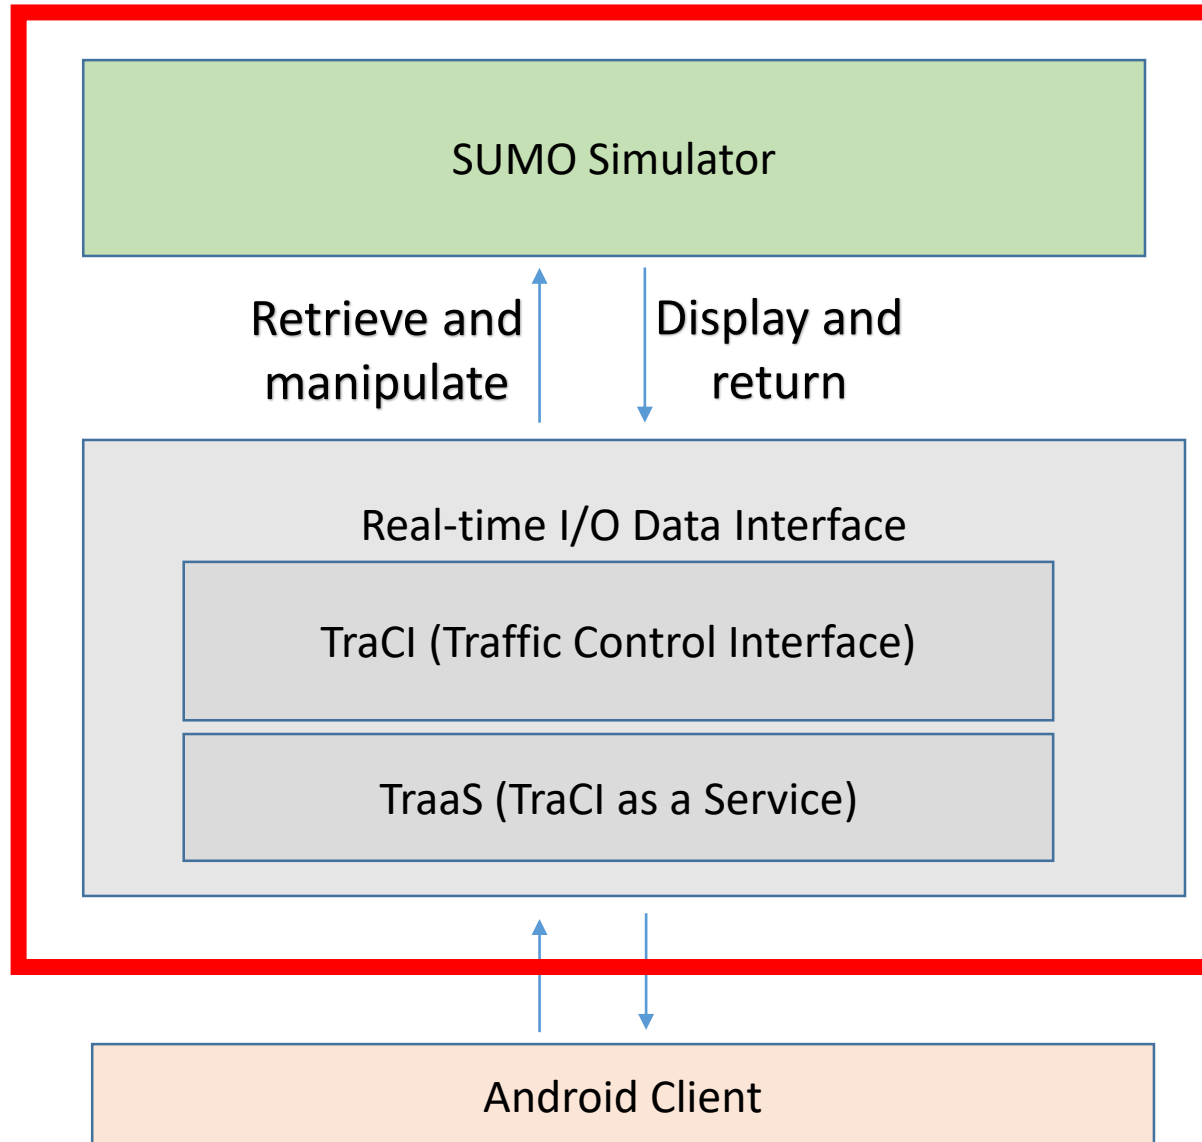 SUMO Simulator
Retrieve and
manipulate
Display and
return
Real-time I/O Data Interface
TraCI (Traffic Control Interface)
TraaS (TraCI as a Service)
Android Client